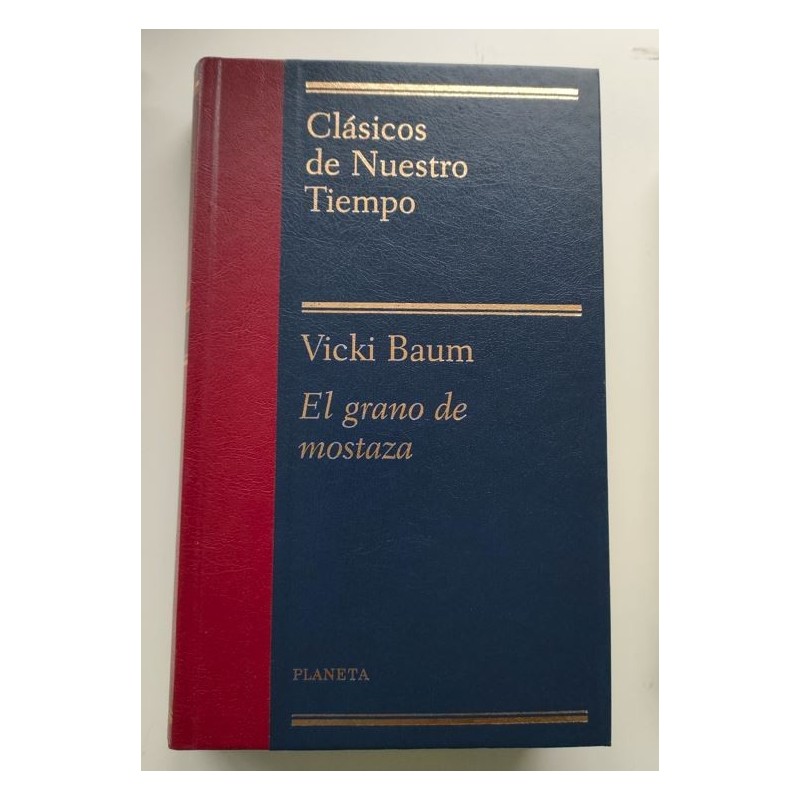 Clásicos
de Nuestro
Tiempo
Vicki Baum
El grano de
mostaza
PLANETA